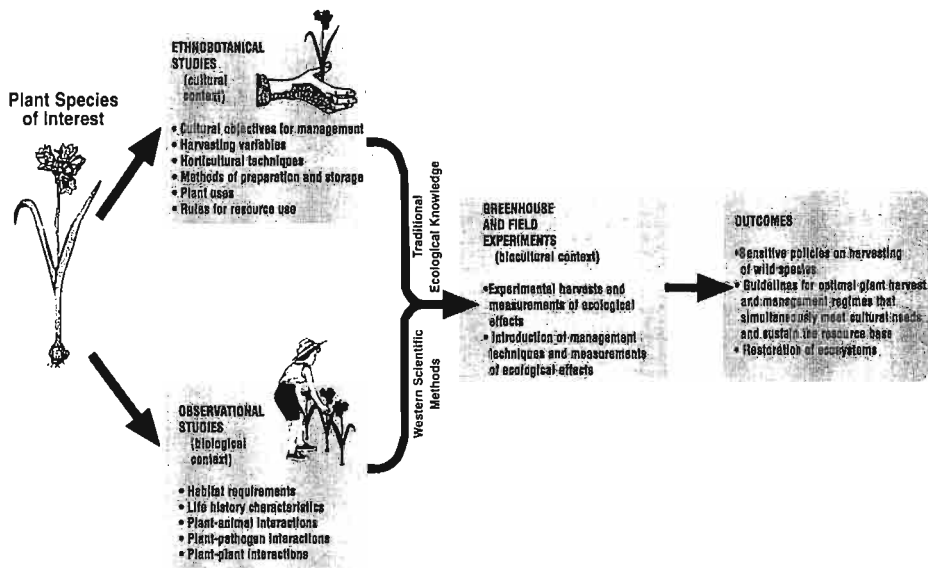 Plant Species
of Interest
ETHNOBOTANICAL
STUDIES
(cultural
context)
• Cultural objectives for management
• Harvesting variables
• Horticultural techniques
• Methods of preparation and storage
• Plant uses
• Rules for resource use
OBSERVATIONAL
STUDIES
(biological
context)
• Habitat requirements
• Life history characteristics
• Plant-animal interactions
• Plant-pathogen interactions
• Plant-plant interactions
Traditional
Ecological Knowledge
Western Scientific
Methods
GREENHOUSE
AND FIELD
EXPERIMENTS
(biocultural context)
• Experimental harvests and
measurements of ecological
effects
• Introduction of management
techniques and measurements
of ecological effects
OUTCOMES
• Sensitive policies on harvesting
of wild species
• Guidelines for optimal plant harvest
and management regimes that
simultaneously meet cultural needs
and sustain the resource base
• Restoration of ecosystems